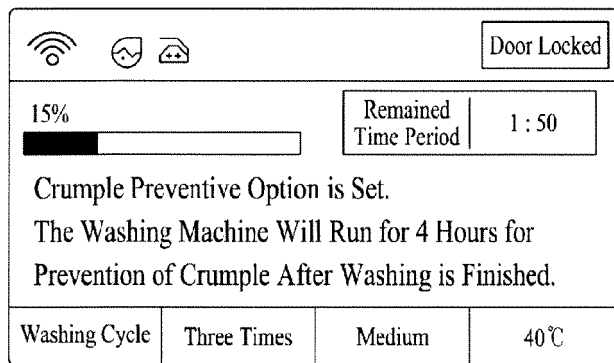 Door Locked
15%
Remained
Time Period
1 : 50
Crumple Preventive Option is Set.
The Washing Machine Will Run for 4 Hours for
Prevention of Crumple After Washing is Finished.
Washing Cycle
Three Times
Medium
40℃